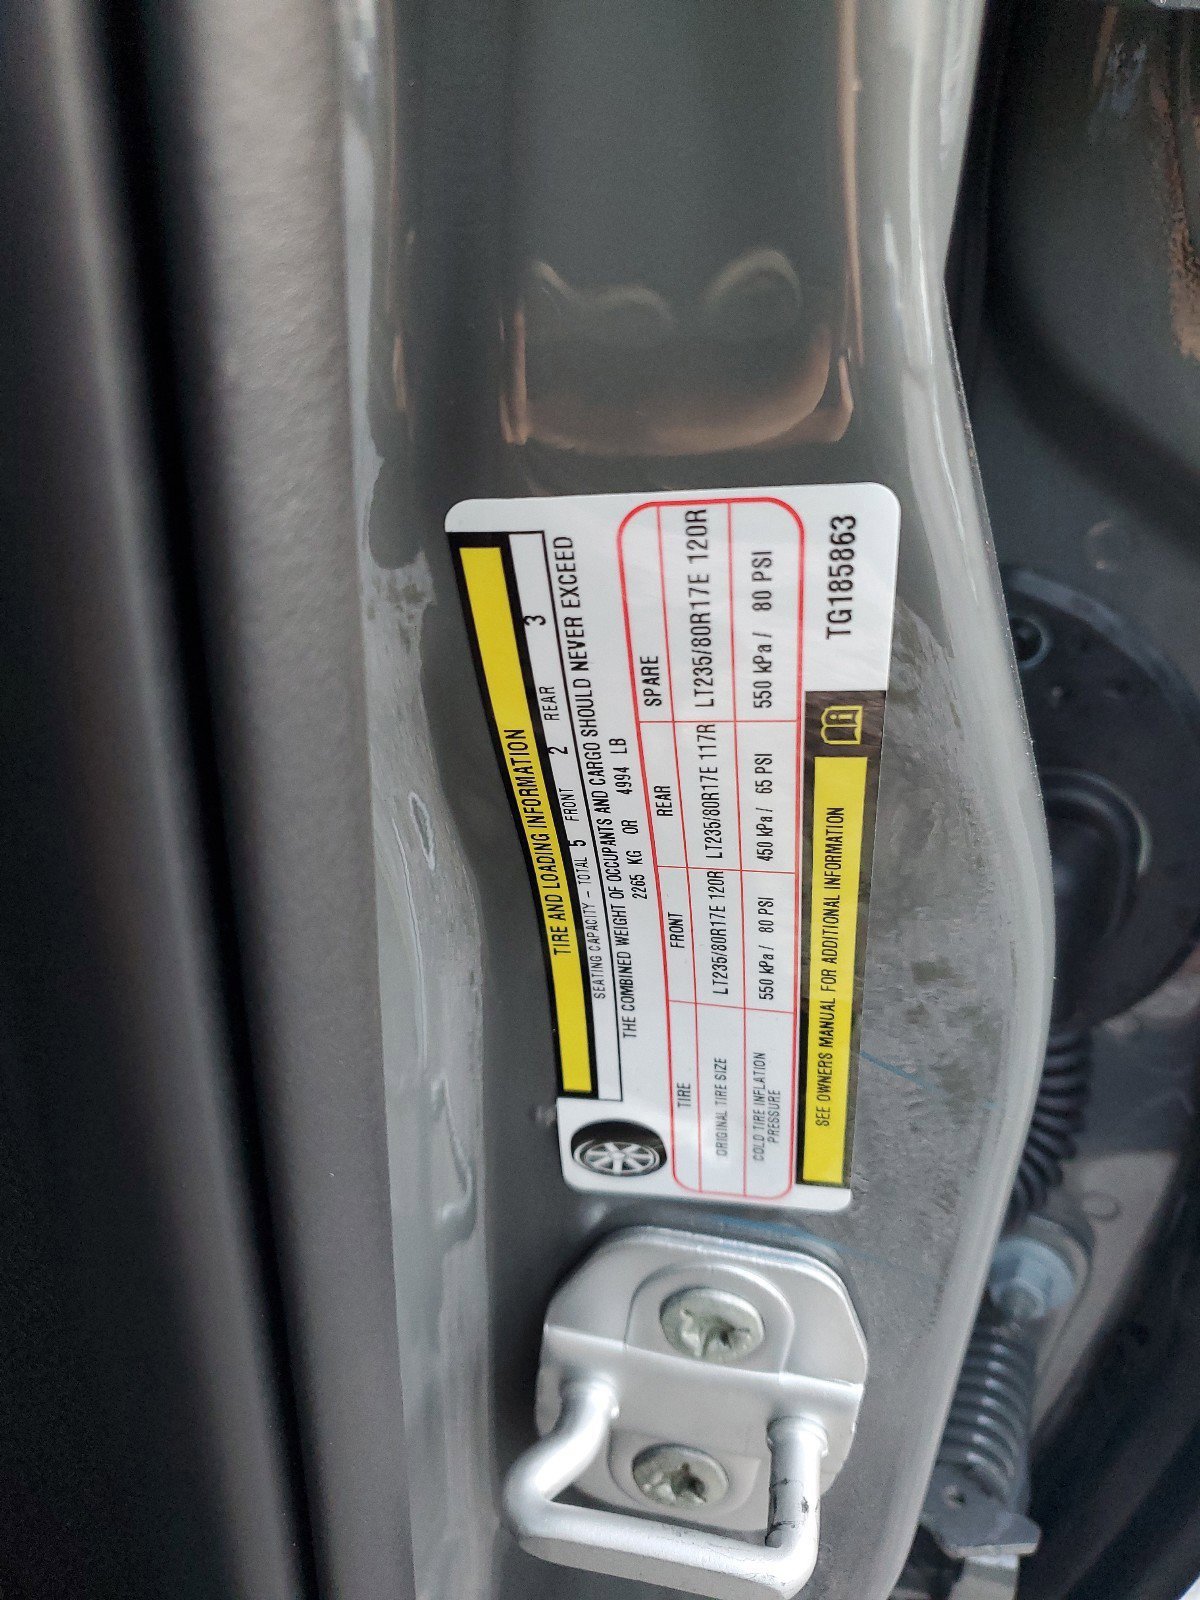 TIRE AND LOADING INFORMATION
SEATING CAPACITY - TOTAL 5 FRONT 2 REAR 3
THE COMBINED WEIGHT OF OCCUPANTS AND CARGO SHOULD NEVER EXCEED
2265 KG OR 4994 LB
TIRE FRONT REAR SPARE
ORIGINAL TIRE SIZE LT235/80R17E 120R LT235/80R17E 117R LT235/80R17E 120R
COLD TIRE INFLATION PRESSURE 550 kPa / 80 PSI 450 kPa / 65 PSI 550 kPa / 80 PSI
SEE OWNERS MANUAL FOR ADDITIONAL INFORMATION
TG185863